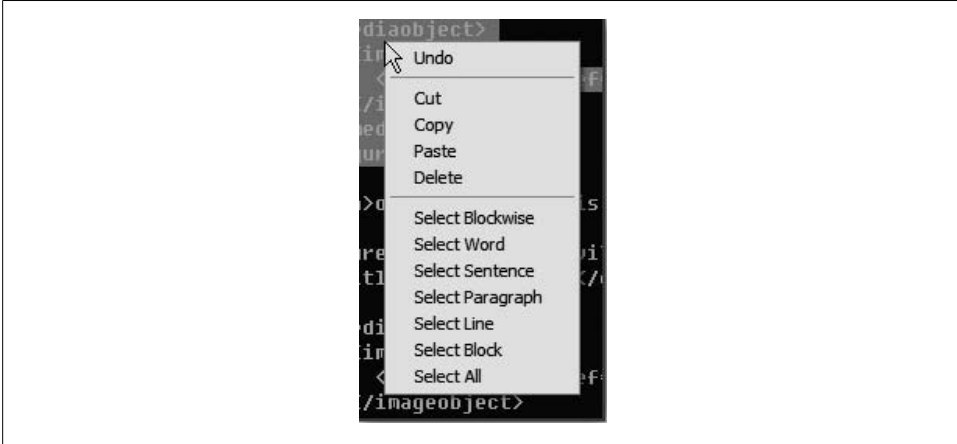 diaobject>
Undo
Cut
Copy
Paste
Delete
Select Blockwise
Select Word
Select Sentence
Select Paragraph
Select Line
Select Block
Select All
/imageobject>